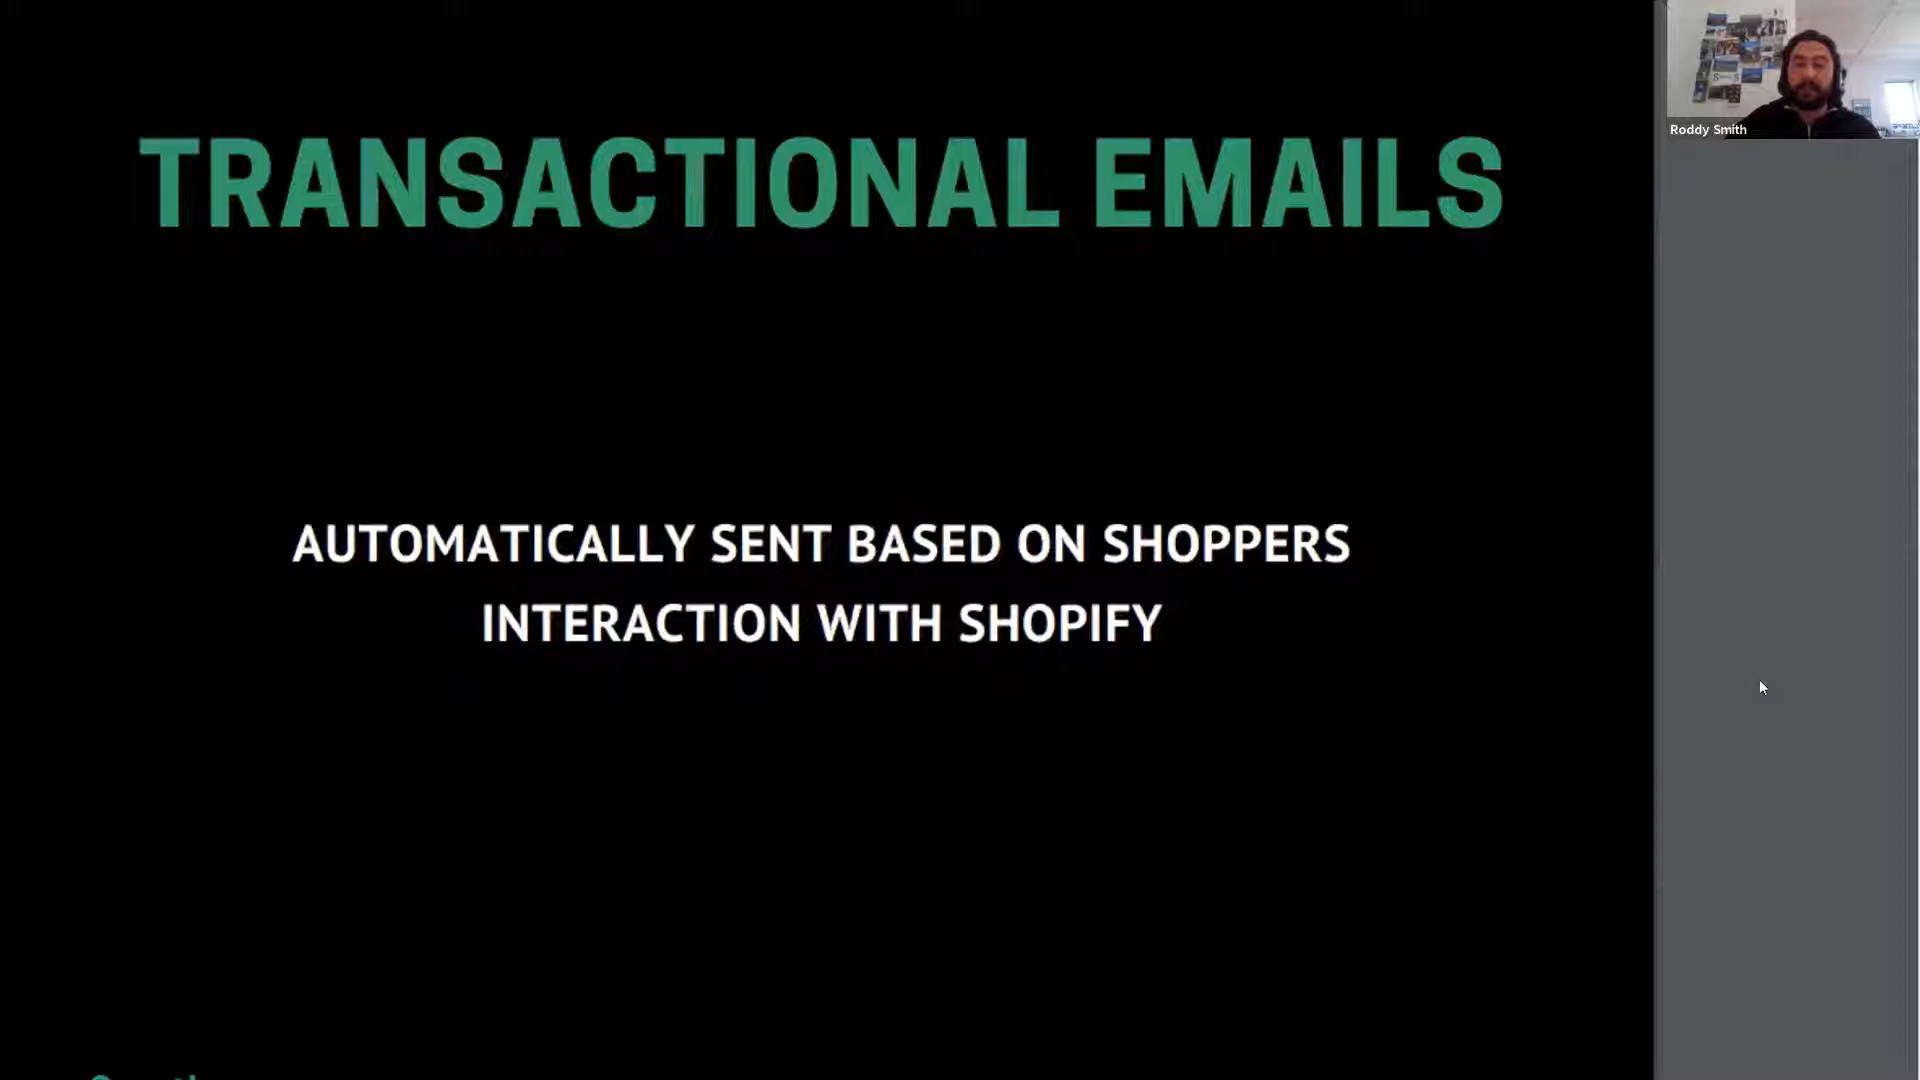 TRANSACTIONAL EMAILS
Roddy Smith
AUTOMATICALLY SENT BASED ON SHOPPERS
INTERACTION WITH SHOPIFY